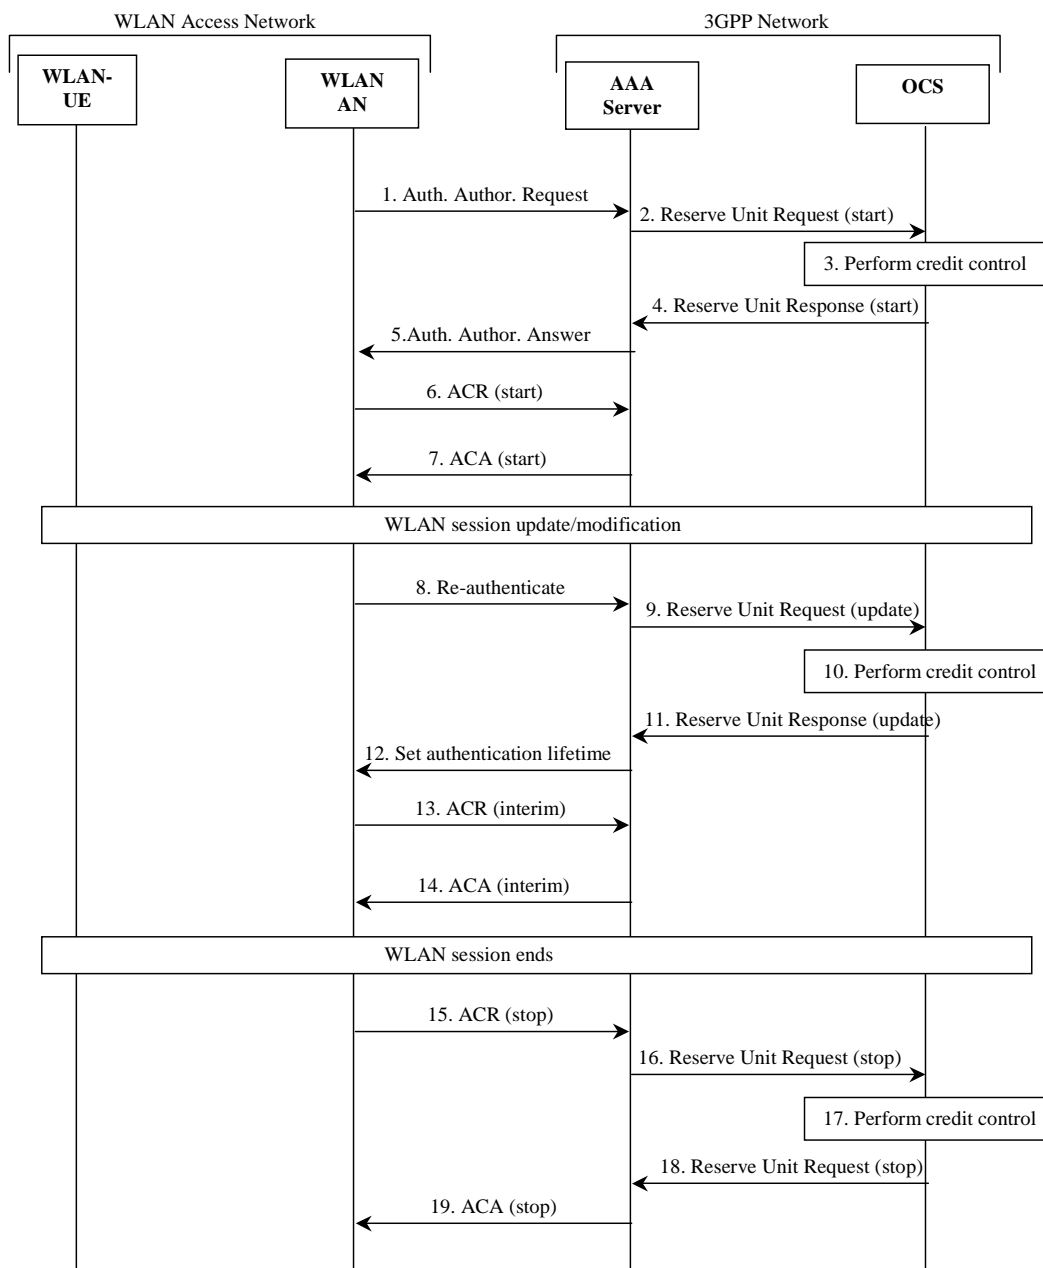 WLAN Access Network
3GPP Network
WLAN-
UE
WLAN
AN
AAA
Server
OCS
1. Auth. Author. Request
2. Reserve Unit Request (start)
3. Perform credit control
4. Reserve Unit Response (start)
5.Auth. Author. Answer
6. ACR (start)
7. ACA (start)
WLAN session update/modification
8. Re-authenticate
9. Reserve Unit Request (update)
10. Perform credit control
11. Reserve Unit Response (update)
12. Set authentication lifetime
13. ACR (interim)
14. ACA (interim)
WLAN session ends
15. ACR (stop)
16. Reserve Unit Request (stop)
17. Perform credit control
18. Reserve Unit Request (stop)
19. ACA (stop)